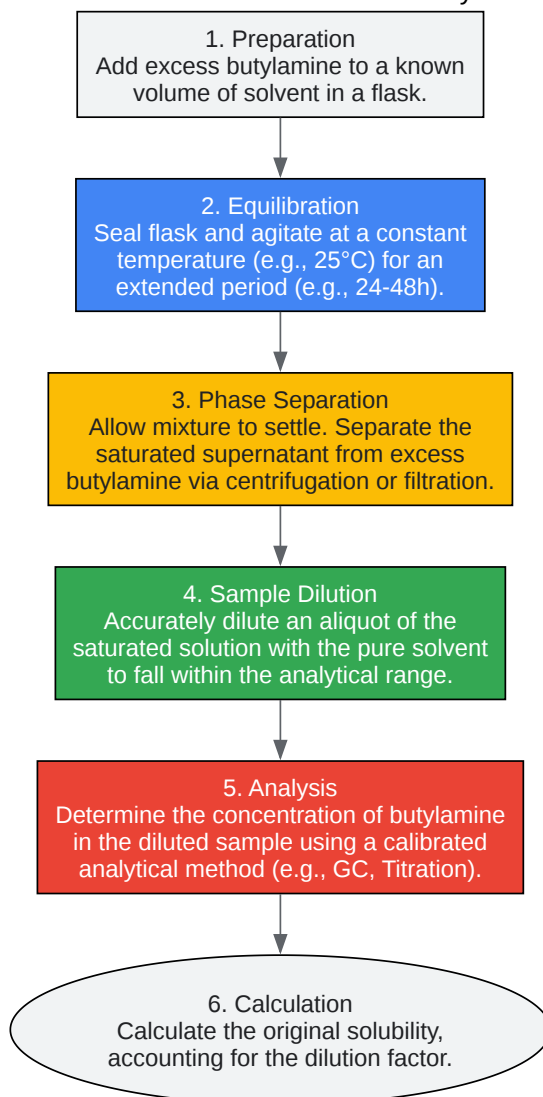 1. Preparation
Add excess butylamine to a known
volume of solvent in a flask.
2. Equilibration
Seal flask and agitate at a constant
temperature (e.g., 25°C) for an
extended period (e.g., 24-48h).
3. Phase Separation
Allow mixture to settle. Separate the
saturated supernatant from excess
butylamine via centrifugation or filtration.
4. Sample Dilution
Accurately dilute an aliquot of the
saturated solution with the pure solvent
to fall within the analytical range.
5. Analysis
Determine the concentration of butylamine
in the diluted sample using a calibrated
analytical method (e.g., GC, Titration).
6. Calculation
Calculate the original solubility,
accounting for the dilution factor.